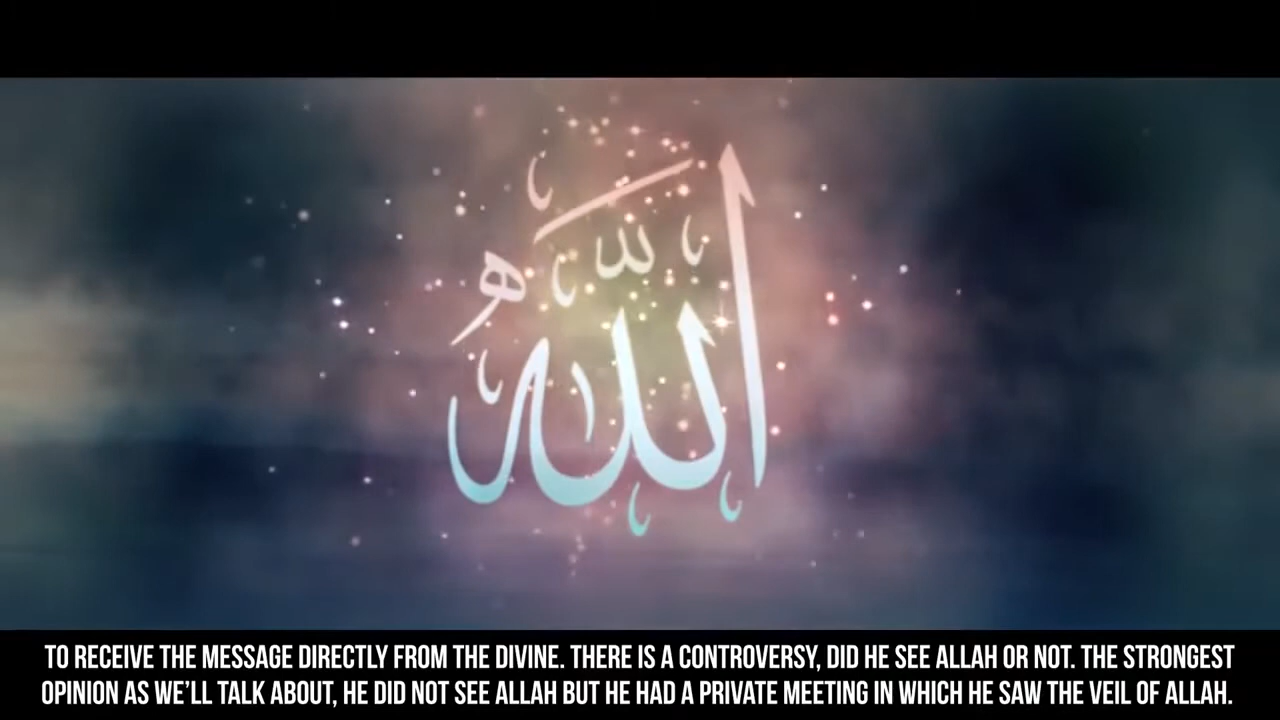 اللهُ
TO RECEIVE THE MESSAGE DIRECTLY FROM THE DIVINE. THERE IS A CONTROVERSY, DID HE SEE ALLAH OR NOT. THE STRONGEST
OPINION AS WE'LL TALK ABOUT, HE DID NOT SEE ALLAH BUT HE HAD A PRIVATE MEETING IN WHICH HE SAW THE VEIL OF ALLAH.